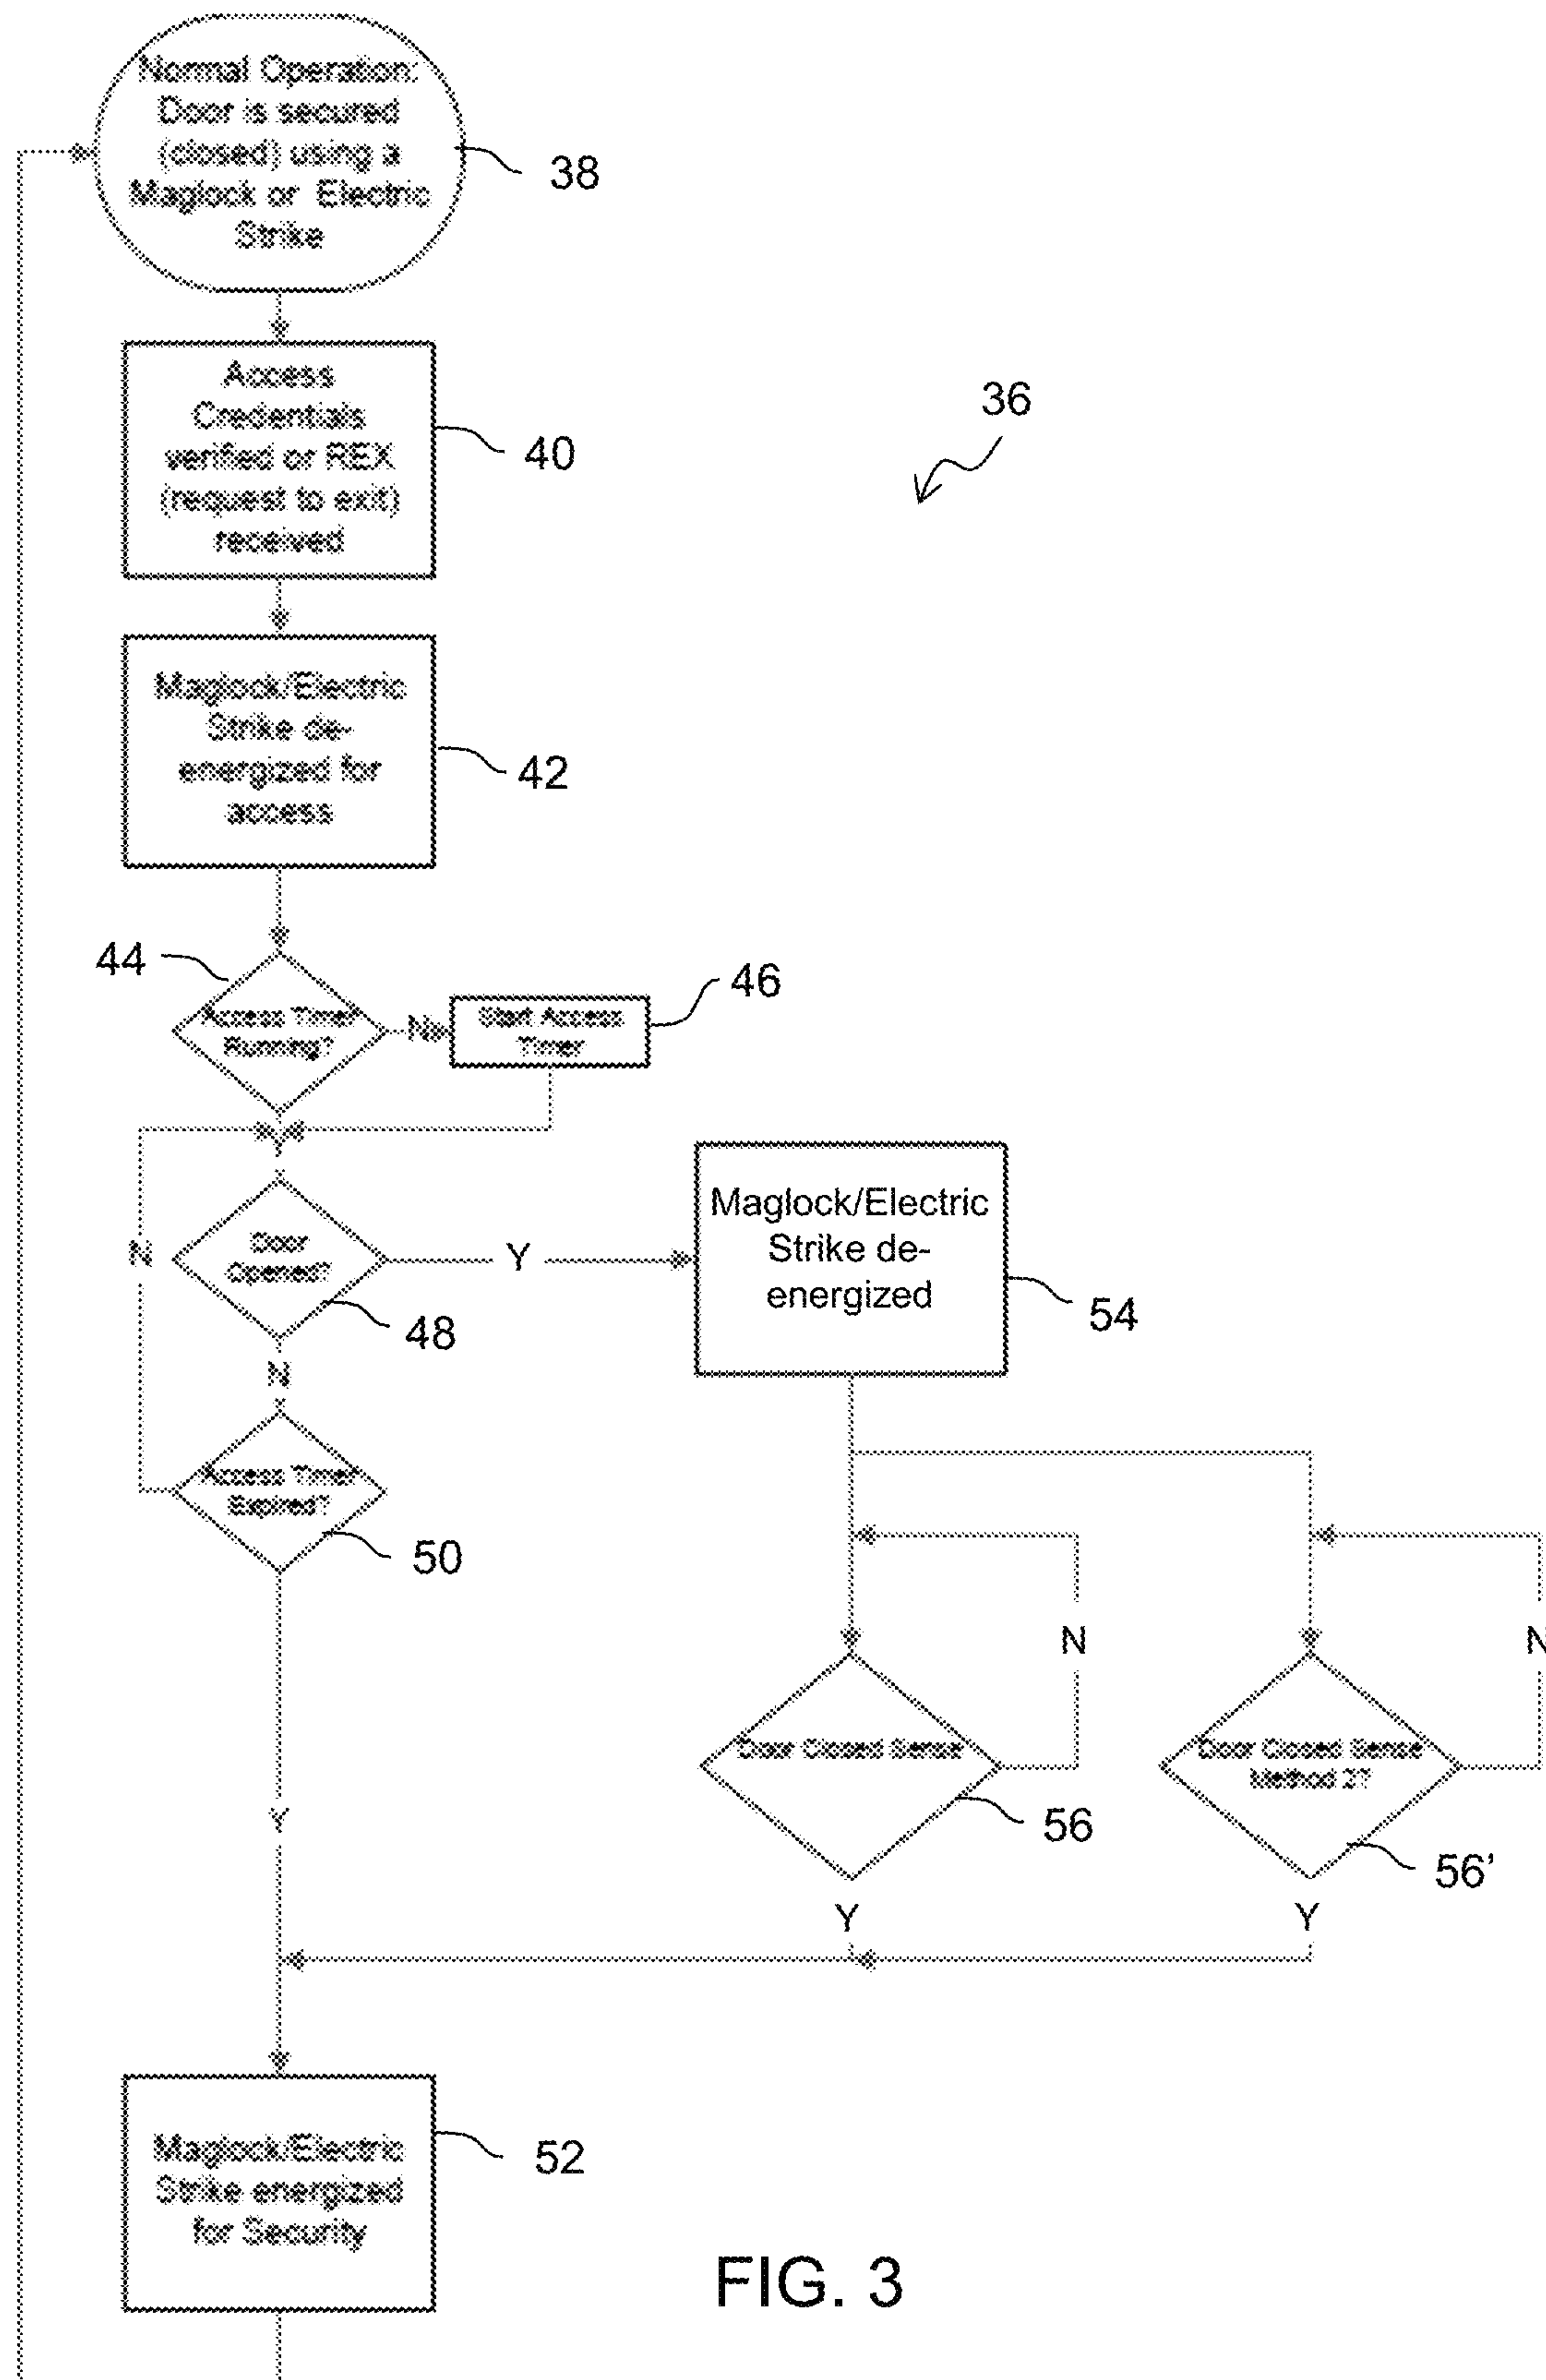 Normal Operation:
Door is secured
(closed) using a
Maglock or Electric
Strike
38
Access
Credentials
verified or REX
(request to exit)
received
40
36
Maglock/Electric
Strike de-
energized for
access
42
44
Access Timer
Running?
N
Start Access
Timer
46
Y
Door
Opened?
48
Y
N
N
Maglock/Electric
Strike de-
energized
54
Access Timer
Expired?
50
Y
Door Closed Sense
56
N
Y
Door Closed Sense
Method 2?
56'
N
Y
Maglock/Electric
Strike energized
for Security
52
FIG. 3